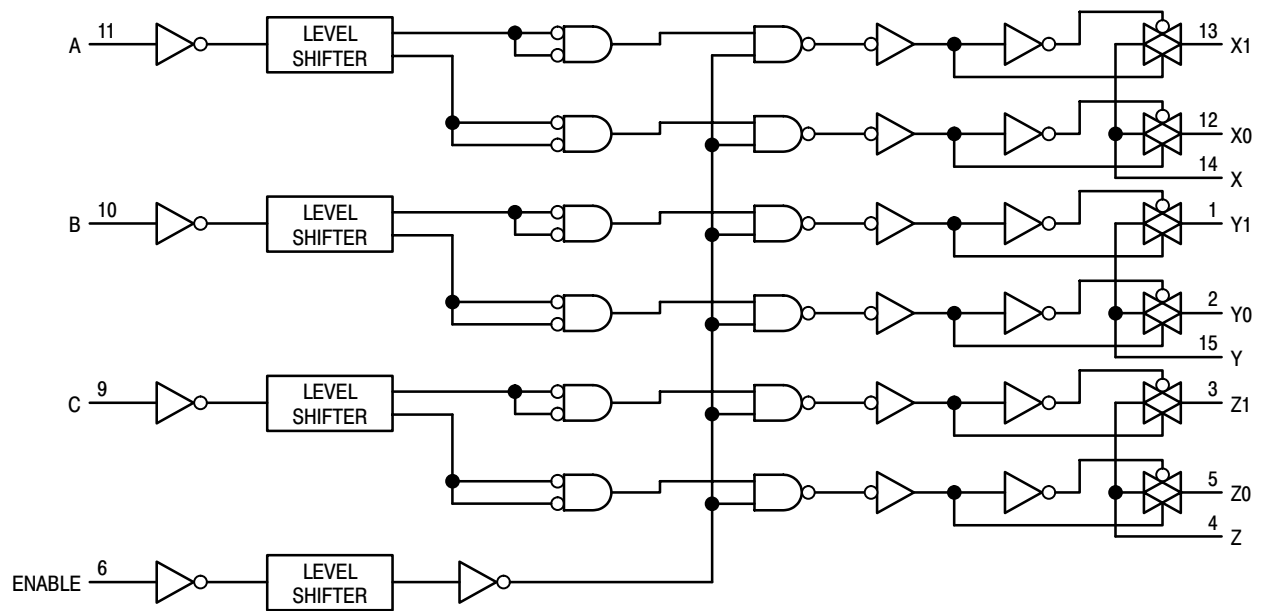 A 11
LEVEL
SHIFTER
13 X1
12 X0
14 X
B 10
LEVEL
SHIFTER
1 Y1
2 Y0
15 Y
C 9
LEVEL
SHIFTER
3 Z1
5 Z0
4 Z
ENABLE 6
LEVEL
SHIFTER